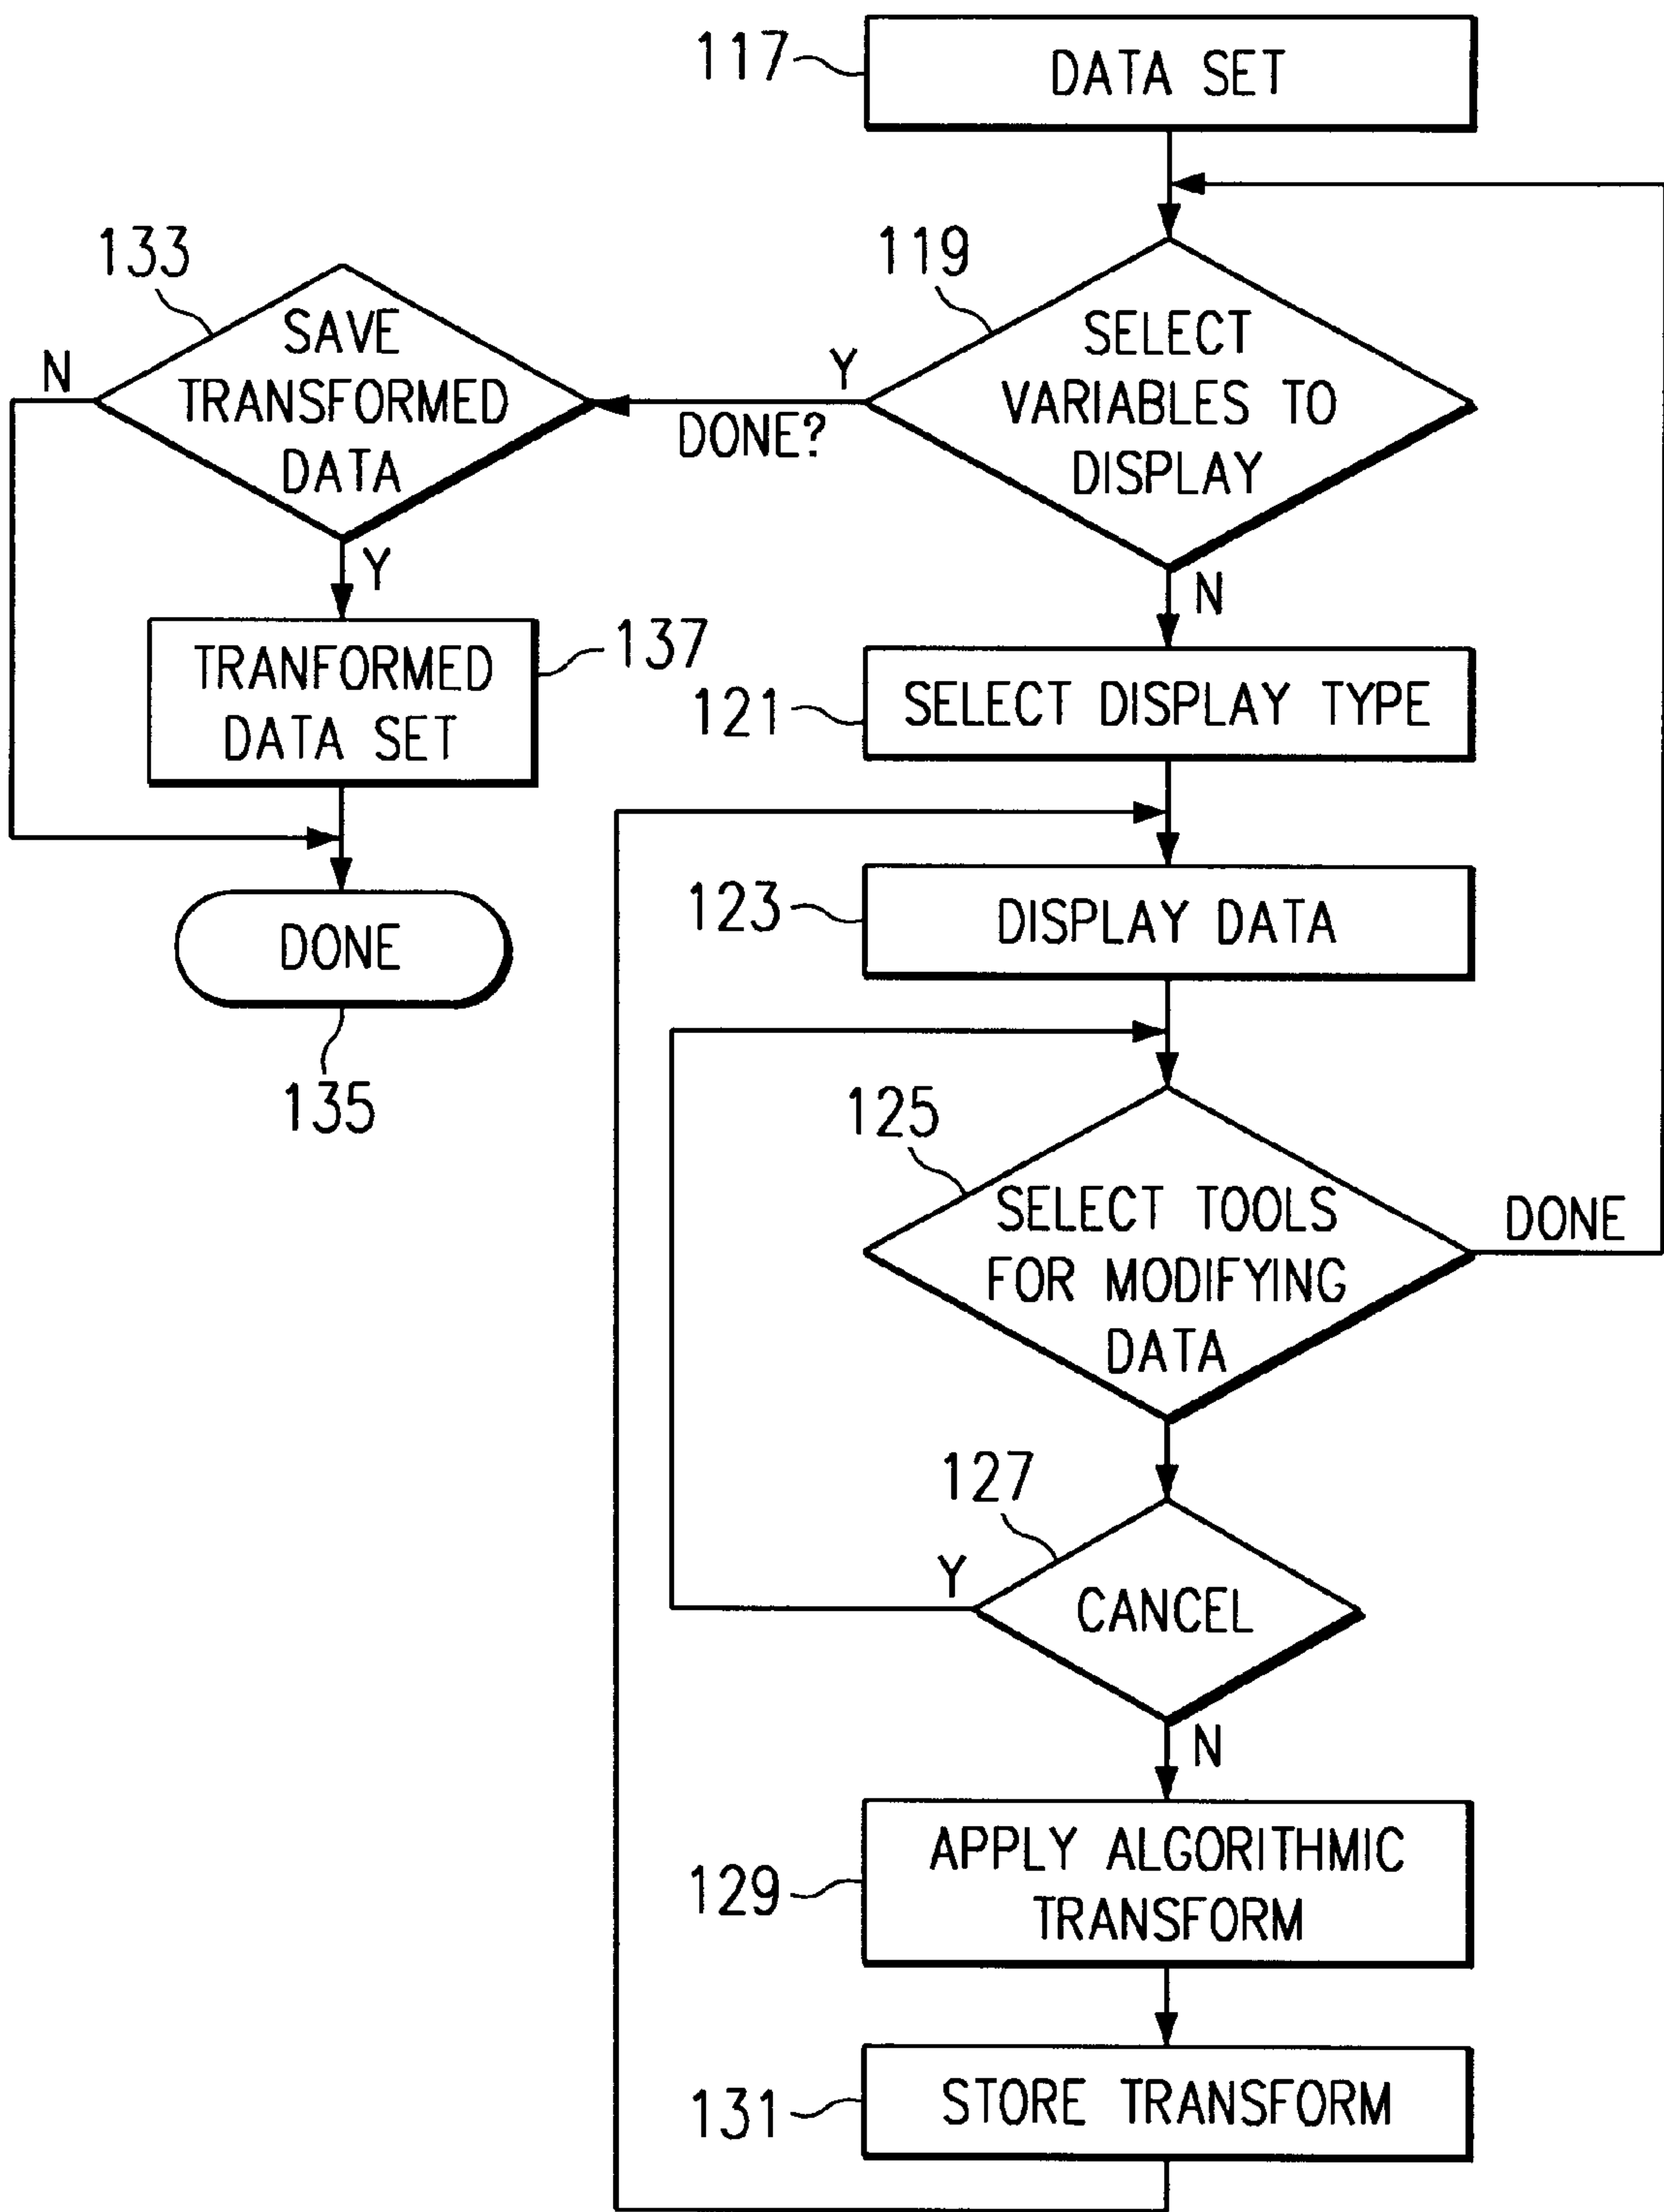 117
DATA SET
133
119
SAVE
TRANSFORMED
DATA
N
Y
DONE?
SELECT
VARIABLES TO
DISPLAY
Y
N
TRANFORMED
DATA SET
137
121
SELECT DISPLAY TYPE
123
DISPLAY DATA
DONE
135
125
SELECT TOOLS
FOR MODIFYING
DATA
DONE
127
Y
CANCEL
N
129
APPLY ALGORITHMIC
TRANSFORM
131
STORE TRANSFORM